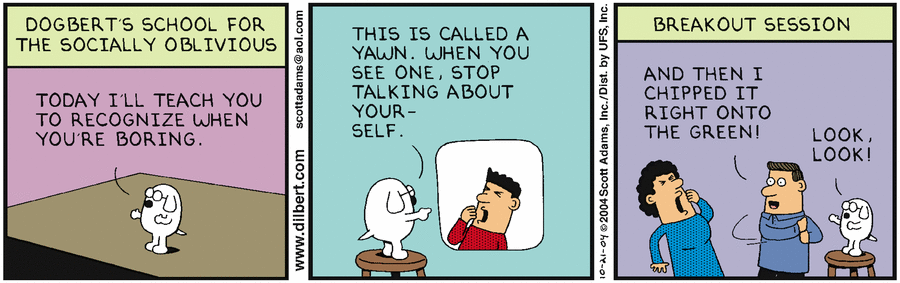 DOGBERT'S SCHOOL FOR
THE SOCIALLY OBLIVIOUS
TODAY I'LL TEACH YOU
TO RECOGNIZE WHEN
YOU'RE BORING.
www.dilbert.com
scottadams@aol.com
THIS IS CALLED A
YAWN. WHEN YOU
SEE ONE, STOP
TALKING ABOUT
YOUR-
SELF.
10-21-04 © 2004 Scott Adams, Inc./Dist. by UFS, Inc.
BREAKOUT SESSION
AND THEN I
CHIPPED IT
RIGHT ONTO
THE GREEN!
LOOK,
LOOK!